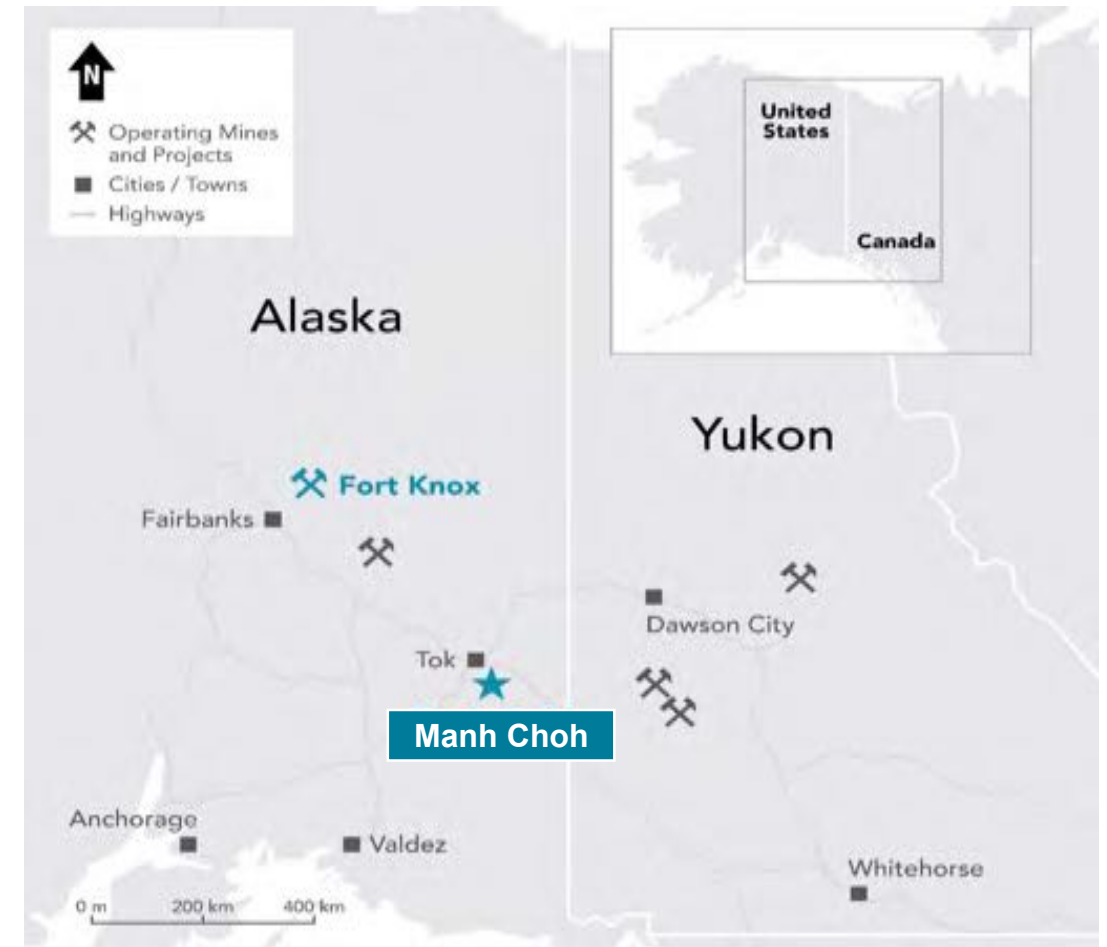 N
Operating Mines
and Projects
Cities / Towns
Highways
United
States
Canada
Alaska
Yukon
Fort Knox
Fairbanks
Dawson City
Tok
Manh Choh
Anchorage
Valdez
Whitehorse
0 m 200 km 400 km